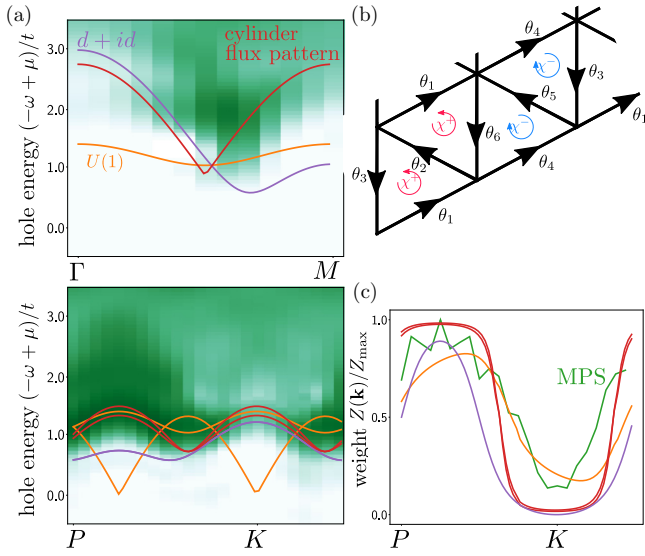 (a)
d + id
cylinder
flux pattern
U(1)
hole energy (−ω + μ)/t
3.0
2.0
1.0
0.0
Γ
M
hole energy (−ω + μ)/t
3.0
2.0
1.0
0.0
P
K
(b)
θ4
θ1
χ−
θ3
θ5
χ+
θ6
χ−
θ1
θ2
θ4
θ3
χ+
θ1
(c)
weight Z(k)/Zmax
1.0
0.5
0.0
MPS
P
K